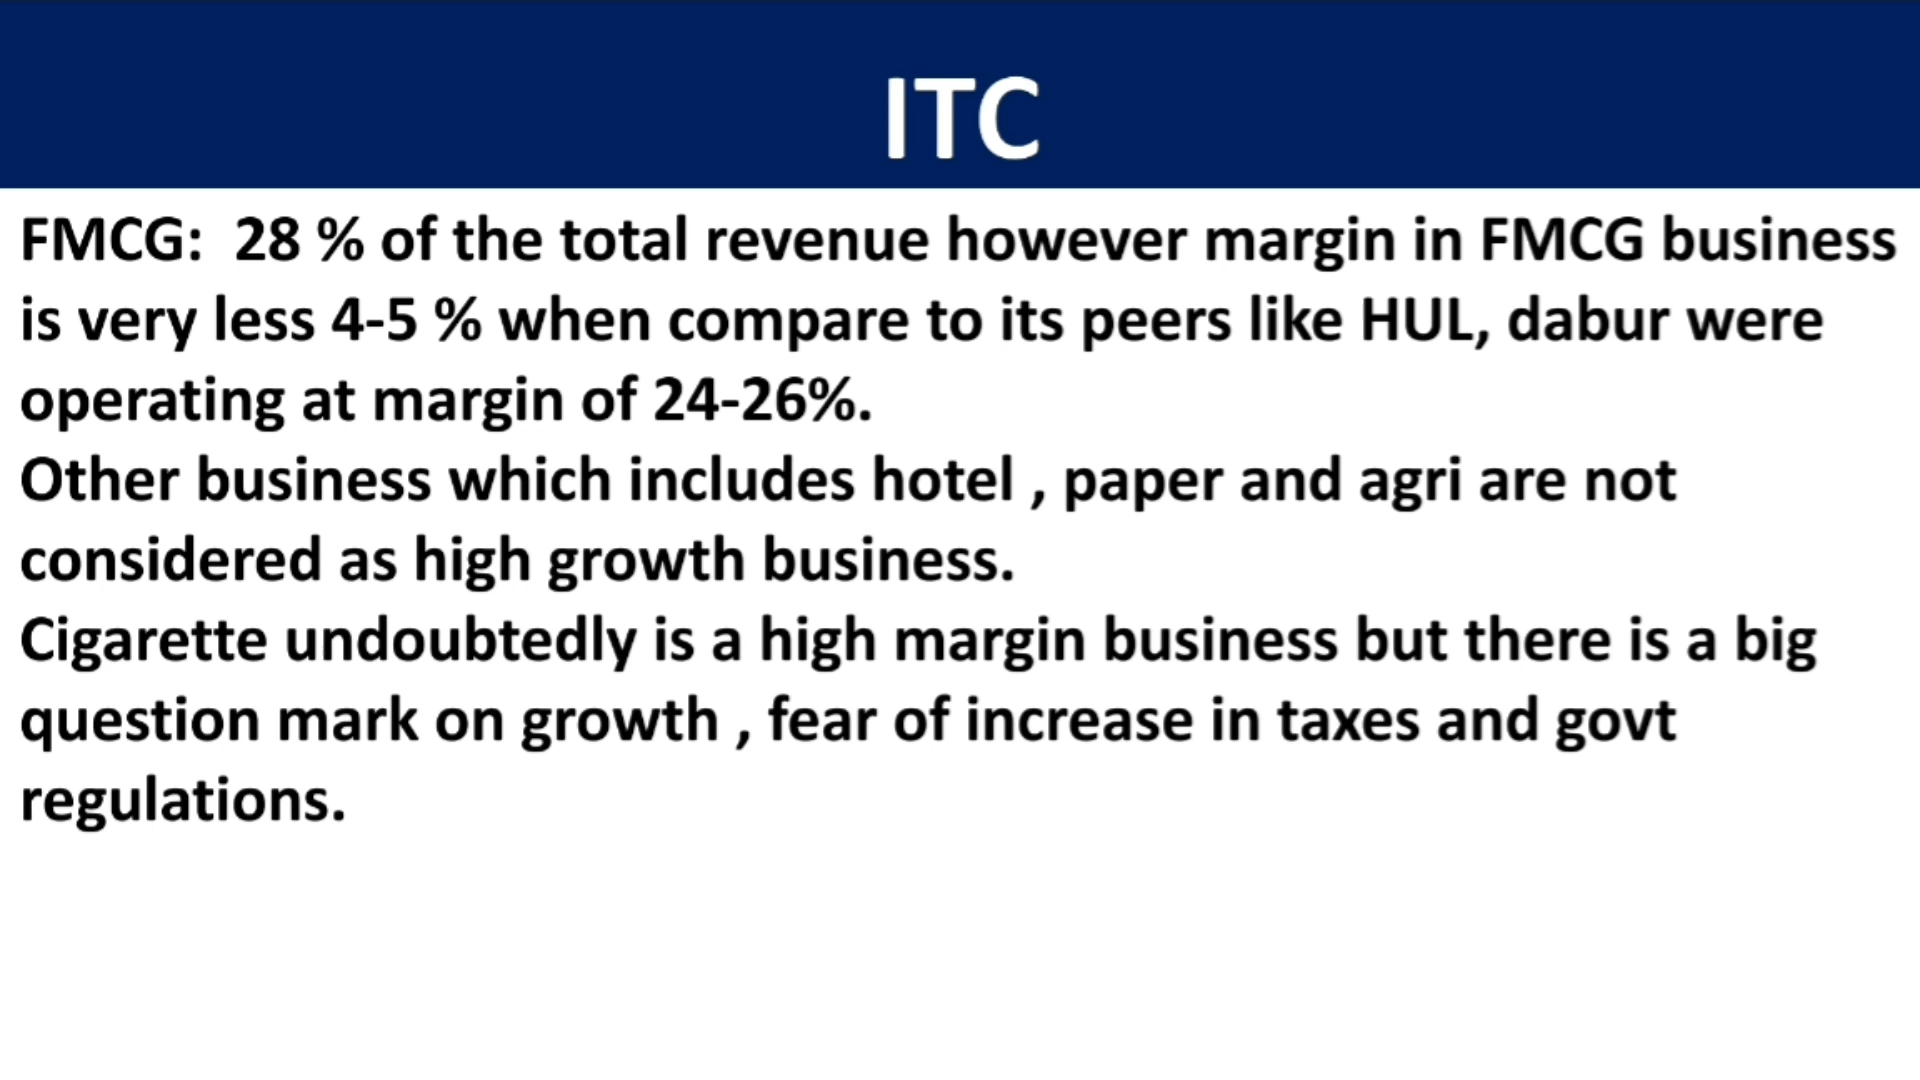 ITC
FMCG:  28 % of the total revenue however margin in FMCG business
is very less 4-5 % when compare to its peers like HUL, dabur were
operating at margin of 24-26%.
Other business which includes hotel , paper and agri are not
considered as high growth business.
Cigarette undoubtedly is a high margin business but there is a big
question mark on growth , fear of increase in taxes and govt
regulations.